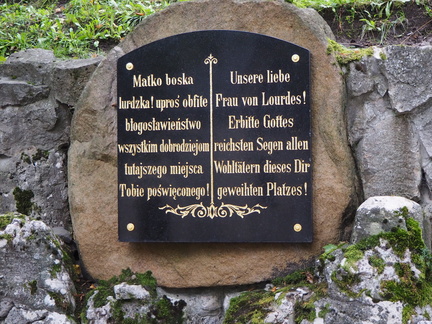 Matko boska
lurdzka! uproś obfite
błogosławieństwo
wszystkim dobrodziejom
tutajszego miejsca
Tobie poświęconego!
Unsere liebe
Frau von Lourdes!
Erbitte Gottes
reichsten Segen allen
Wohltätern dieses Dir
geweihten Platzes!